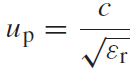 u_p = c / √ε_r